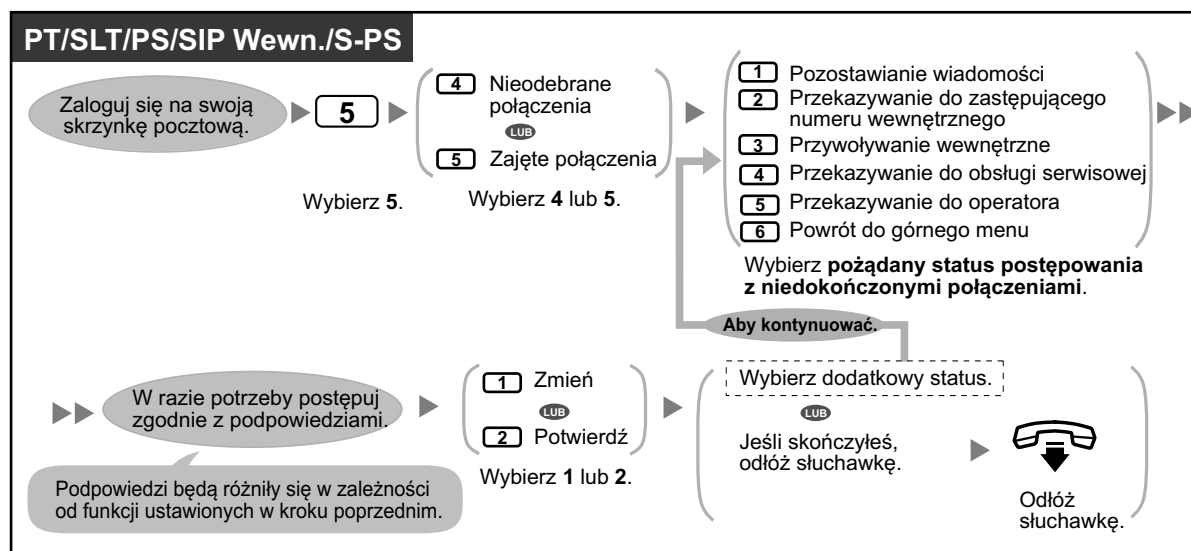 PT/SLT/PS/SIP Wewn./S-PS
Zaloguj się na swoją
skrzynkę pocztową.
5
Wybierz 5.
4 Nieodebrane
połączenia
LUB
5 Zajęte połączenia
Wybierz 4 lub 5.
1 Pozostawianie wiadomości
2 Przekazywanie do zastępującego
numeru wewnętrznego
3 Przywoływanie wewnętrzne
4 Przekazywanie do obsługi serwisowej
5 Przekazywanie do operatora
6 Powrót do górnego menu
Wybierz pożądany status postępowania
z niedokończonymi połączeniami.
Aby kontynuować.
W razie potrzeby postępuj
zgodnie z podpowiedziami.
Podpowiedzi będą różniły się w zależności
od funkcji ustawionych w kroku poprzednim.
1 Zmień
LUB
2 Potwierdź
Wybierz 1 lub 2.
Wybierz dodatkowy status.
LUB
Jeśli skończyłeś,
odłóż słuchawkę.
Odłóż
słuchawkę.